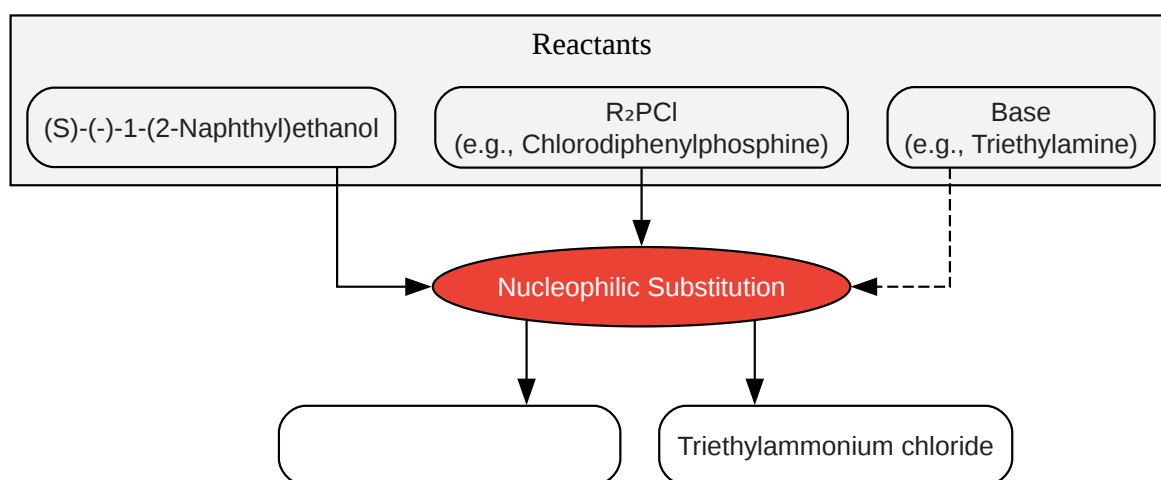 Reactants
(S)-(-)-1-(2-Naphthyl)ethanol
R₂PCl
(e.g., Chlorodiphenylphosphine)
Base
(e.g., Triethylamine)
Nucleophilic Substitution
Triethylammonium chloride